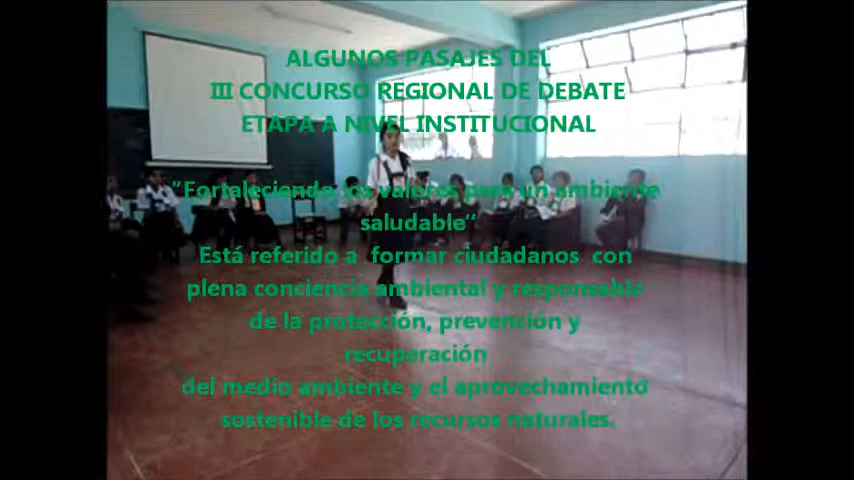 ALGUNOS PASAJES DEL
III CONCURSO REGIONAL DE DEBATE
ETAPA A NIVEL INSTITUCIONAL
"Fortaleciendo los valores para un ambiente
saludable"
Está referido a formar ciudadanos con
plena conciencia ambiental y responsable
de la protección, prevención y
recuperación
del medio ambiente y el aprovechamiento
sostenible de los recursos naturales.